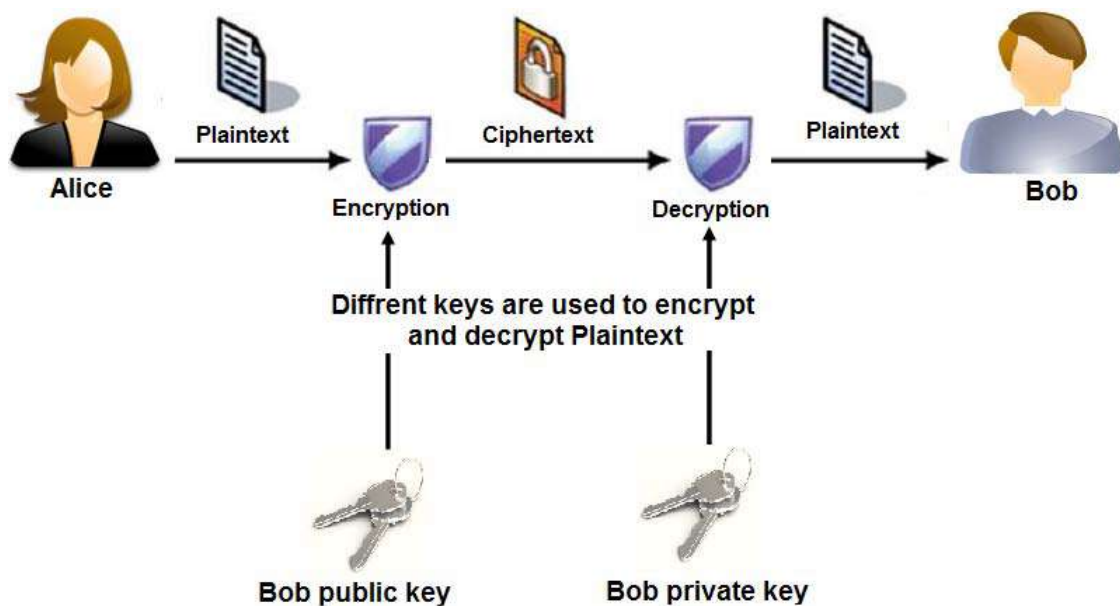 Plaintext
Ciphertext
Plaintext
Alice
Encryption
Decryption
Bob
Diffrent keys are used to encrypt
and decrypt Plaintext
Bob public key
Bob private key